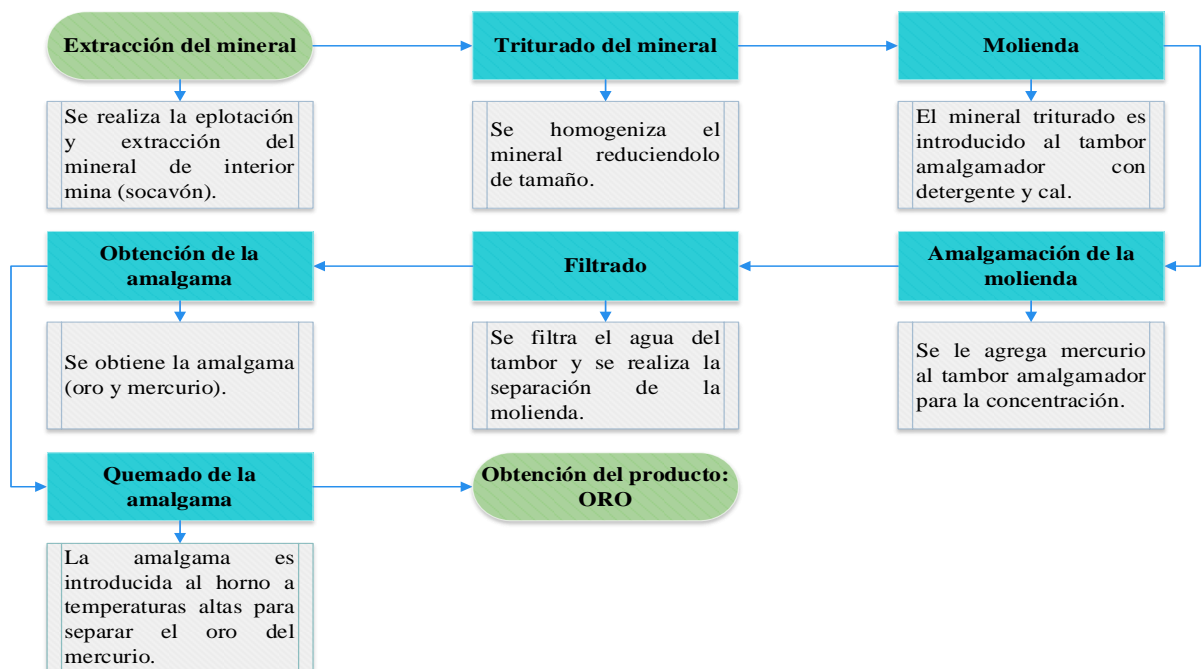 Extracción del mineral
Se realiza la eplotación
y extracción del
mineral de interior
mina (socavón).
Triturado del mineral
Se homogeniza el
mineral reduciendolo
de tamaño.
Molienda
El mineral triturado es
introducido al tambor
amalgamador con
detergente y cal.
Amalgamación de la
molienda
Se le agrega mercurio
al tambor amalgamador
para la concentración.
Filtrado
Se filtra el agua del
tambor y se realiza la
separación de la
molienda.
Obtención de la
amalgama
Se obtiene la amalgama
(oro y mercurio).
Quemado de la
amalgama
La amalgama es
introducida al horno a
temperaturas altas para
separar el oro del
mercurio.
Obtención del producto:
ORO